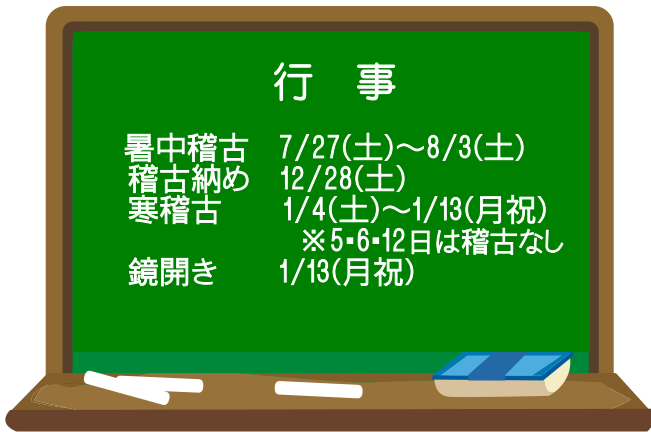 行　事
暑中稽古　7/27(土)～8/3(土)
稽古納め　12/28(土)
寒稽古　　1/4(土)～1/13(月祝)
※5・6・12日は稽古なし
鏡開き　　1/13(月祝)